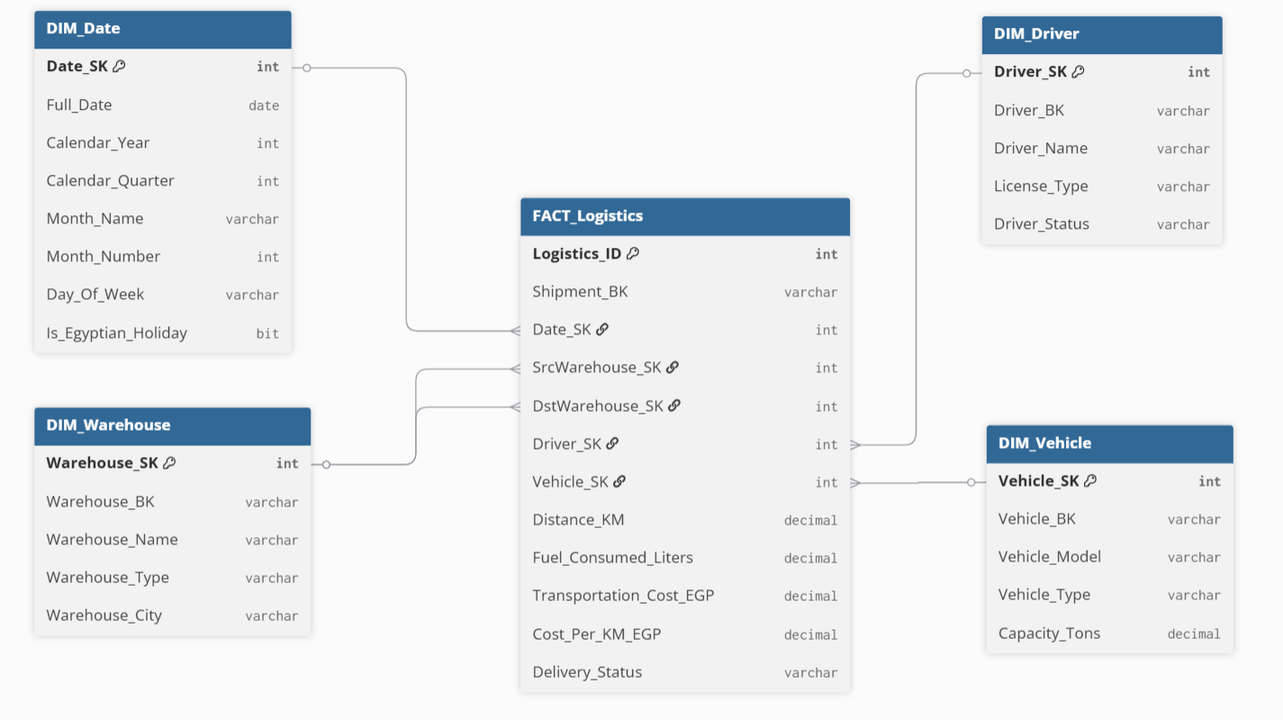 DIM_Date
Date_SK int
Full_Date date
Calendar_Year int
Calendar_Quarter int
Month_Name varchar
Month_Number int
Day_Of_Week varchar
Is_Egyptian_Holiday bit
DIM_Warehouse
Warehouse_SK int
Warehouse_BK varchar
Warehouse_Name varchar
Warehouse_Type varchar
Warehouse_City varchar
FACT_Logistics
Logistics_ID int
Shipment_BK varchar
Date_SK int
SrcWarehouse_SK int
DstWarehouse_SK int
Driver_SK int
Vehicle_SK int
Distance_KM decimal
Fuel_Consumed_Liters decimal
Transportation_Cost_EGP decimal
Cost_Per_KM_EGP decimal
Delivery_Status varchar
DIM_Driver
Driver_SK int
Driver_BK varchar
Driver_Name varchar
License_Type varchar
Driver_Status varchar
DIM_Vehicle
Vehicle_SK int
Vehicle_BK varchar
Vehicle_Model varchar
Vehicle_Type varchar
Capacity_Tons decimal